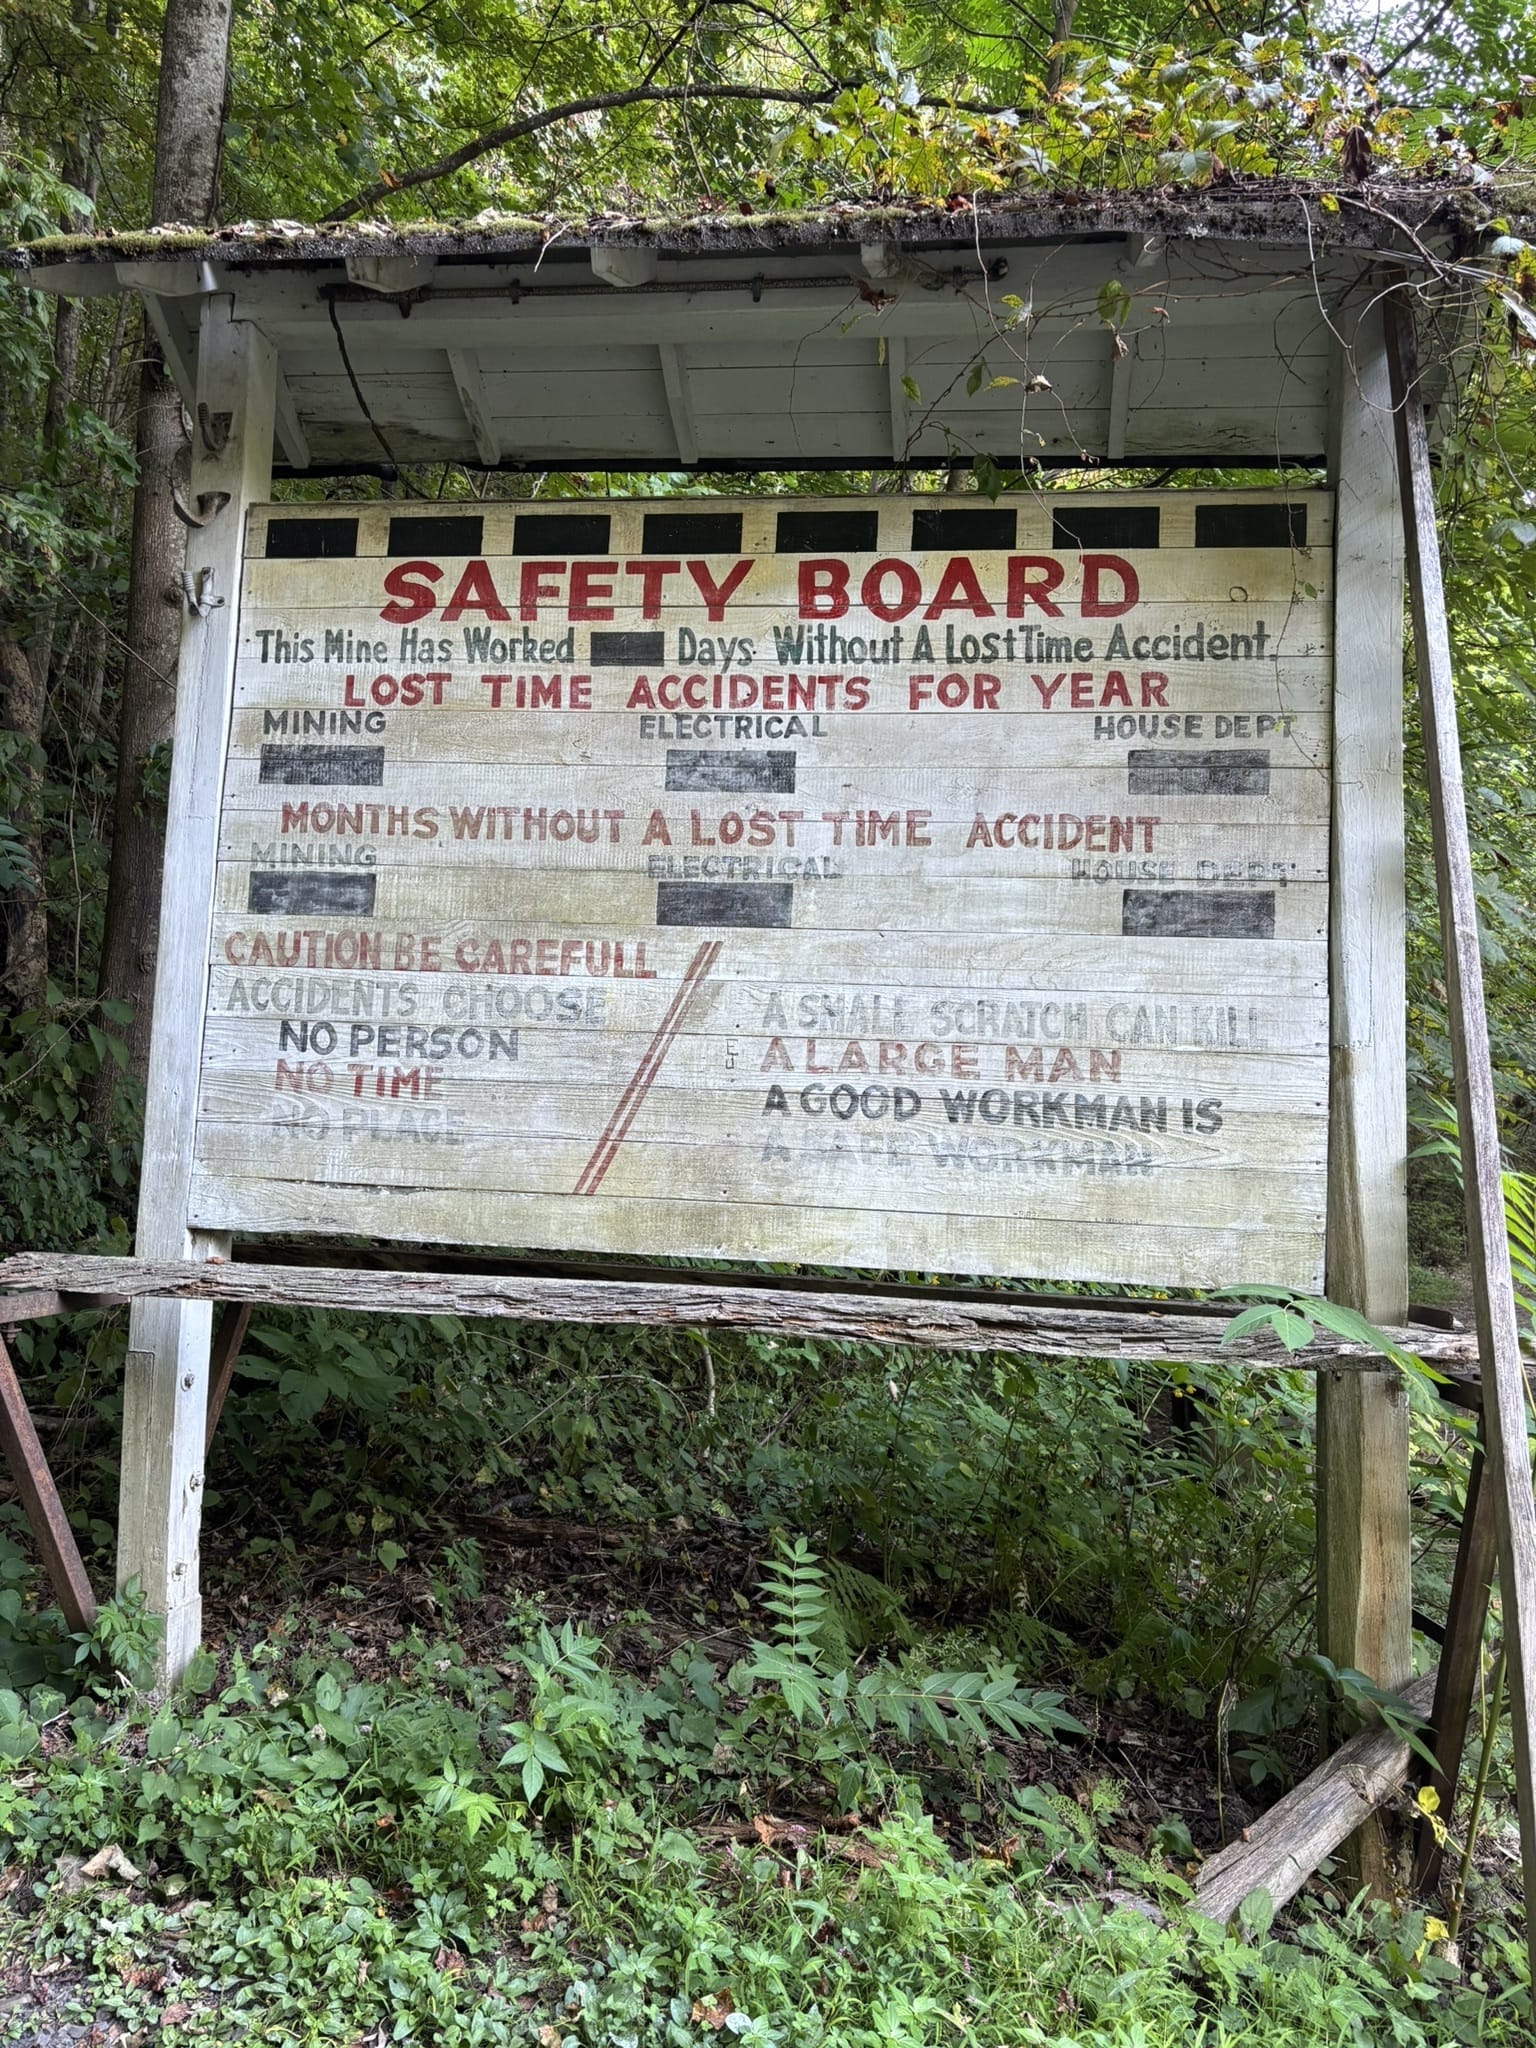 SAFETY BOARD
This Mine Has Worked Days Without A Lost Time Accident.
LOST TIME ACCIDENTS FOR YEAR
MINING ELECTRICAL HOUSE DEPT
MONTHS WITHOUT A LOST TIME ACCIDENT
MINING ELECTRICAL HOUSE DEPT
CAUTION BE CAREFULL
ACCIDENTS CHOOSE
NO PERSON
NO TIME
NO PLACE
A SMALL SCRATCH CAN KILL
A LARGE MAN
A GOOD WORKMAN IS
A SAFE WORKMAN